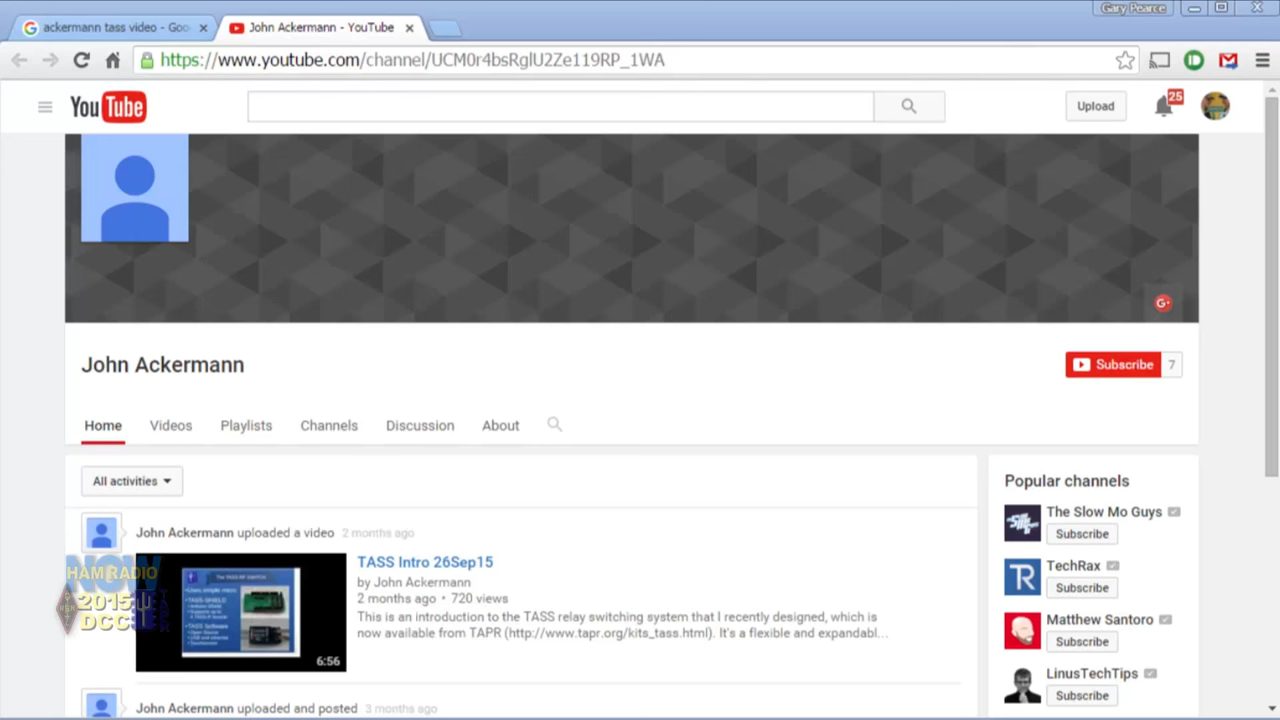 Gary Pearce
ackermann tass video - Goo
John Ackermann - YouTube
https://www.youtube.com/channel/UCM0r4bsRglU2Ze119RP_1WA
YouTube
Upload
25
John Ackermann
Subscribe 7
Home Videos Playlists Channels Discussion About
All activities
John Ackermann uploaded a video 2 months ago
TASS Intro 26Sep15
by John Ackermann
2 months ago • 720 views
This is an introduction to the TASS relay switching system that I recently designed, which is
now available from TAPR (http://www.tapr.org/ It's a flexible and expandabl...
6:56
John Ackermann uploaded and posted 3 months ago
NOW
HAM RADIO
2015
DCC
Popular channels
The Slow Mo Guys
Subscribe
TechRax
Subscribe
Matthew Santoro
Subscribe
LinusTechTips
Subscribe